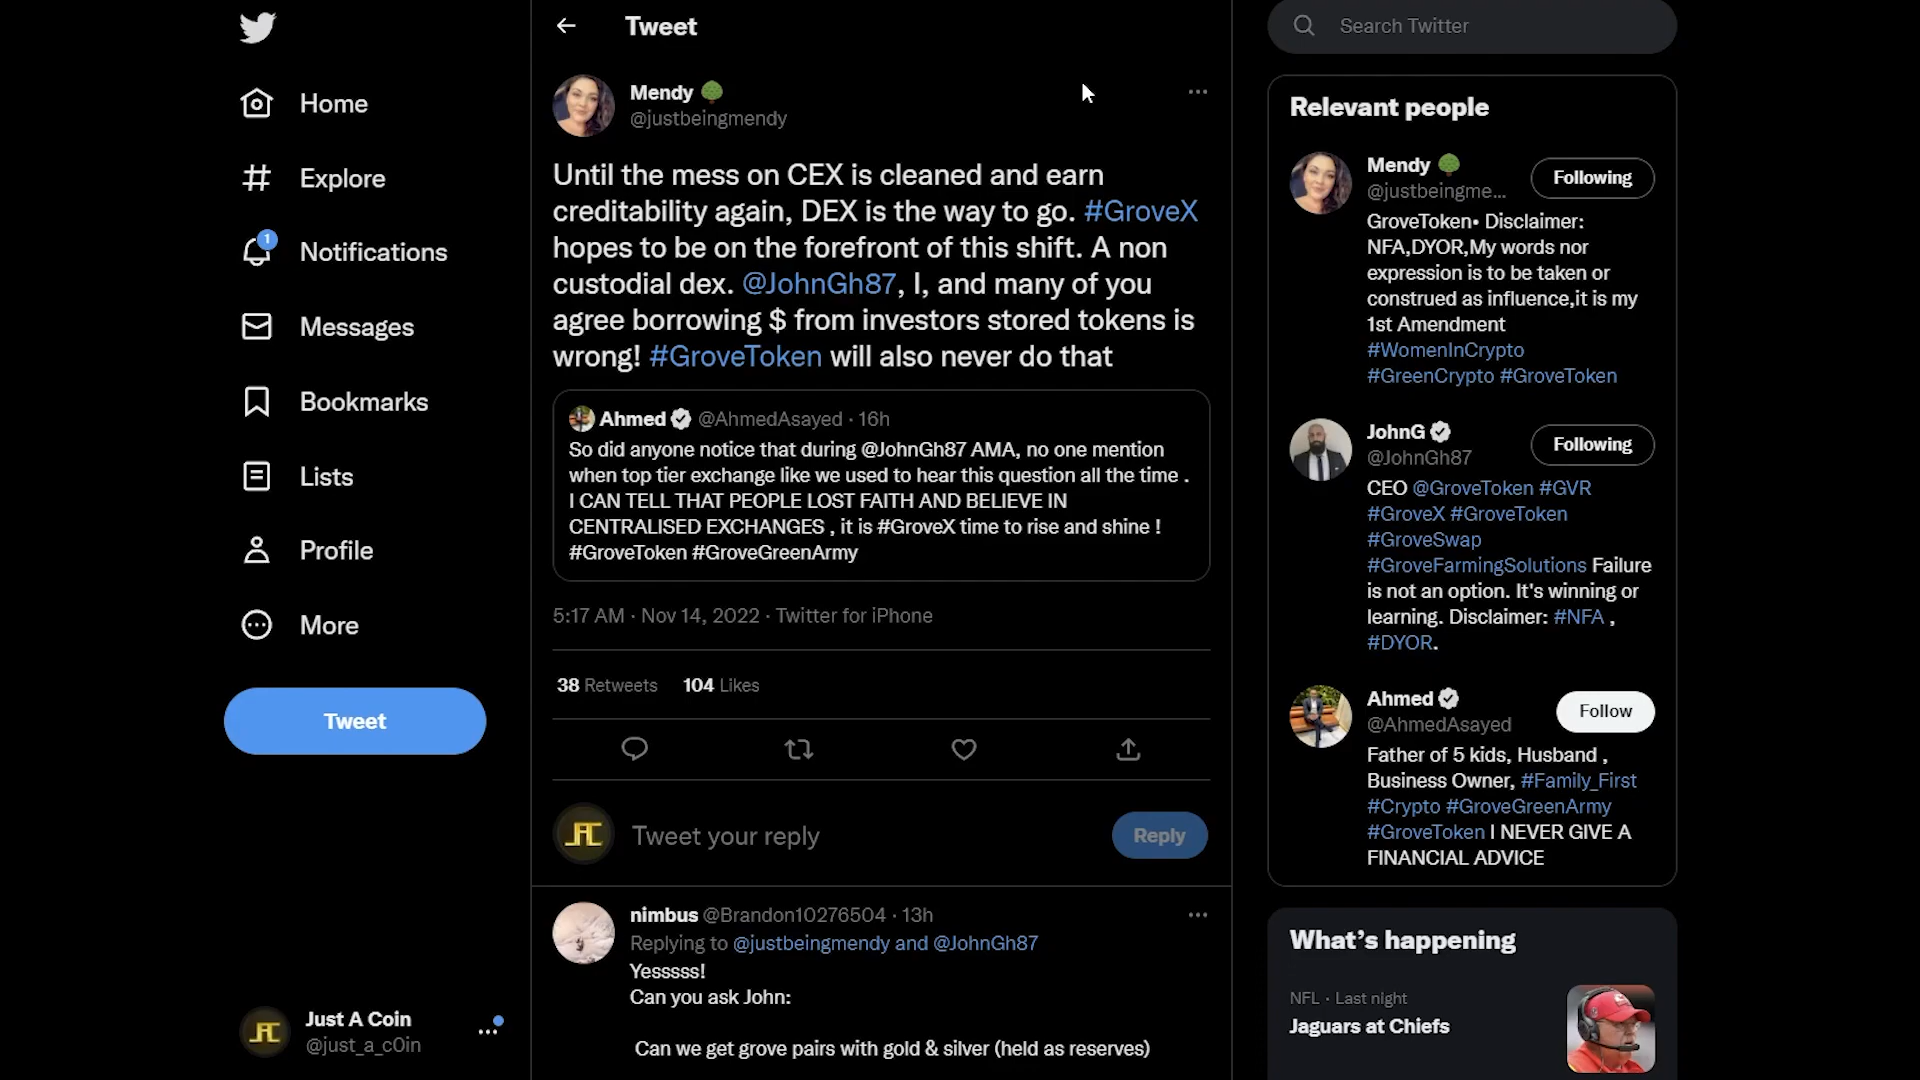 Home
Explore
1
Notifications
Messages
Bookmarks
Lists
Profile
More
Tweet
Just A Coin
@just_a_c0in
Tweet
Mendy
@justbeingmendy
Until the mess on CEX is cleaned and earn
creditability again, DEX is the way to go. #GroveX
hopes to be on the forefront of this shift. A non
custodial dex. @JohnGh87, I, and many of you
agree borrowing $ from investors stored tokens is
wrong! #GroveToken will also never do that
Ahmed @AhmedAsayed · 16h
So did anyone notice that during @JohnGh87 AMA, no one mention
when top tier exchange like we used to hear this question all the time .
I CAN TELL THAT PEOPLE LOST FAITH AND BELIEVE IN
CENTRALISED EXCHANGES , it is #GroveX time to rise and shine !
#GroveToken #GroveGreenArmy
5:17 AM · Nov 14, 2022 · Twitter for iPhone
38 Retweets 104 Likes
Tweet your reply
Reply
nimbus @Brandon10276504 · 13h
Replying to @justbeingmendy and @JohnGh87
Yesssss!
Can you ask John:
Can we get grove pairs with gold & silver (held as reserves)
Search Twitter
Relevant people
Mendy
@justbeingme...
Following
GroveToken• Disclaimer:
NFA,DYOR,My words nor
expression is to be taken or
construed as influence,it is my
1st Amendment
#WomenInCrypto
#GreenCrypto #GroveToken
JohnG
@JohnGh87
Following
CEO @GroveToken #GVR
#GroveX #GroveToken
#GroveSwap
#GroveFarmingSolutions Failure
is not an option. It's winning or
learning. Disclaimer: #NFA ,
#DYOR.
Ahmed
@AhmedAsayed
Follow
Father of 5 kids, Husband ,
Business Owner, #Family_First
#Crypto #GroveGreenArmy
#GroveToken I NEVER GIVE A
FINANCIAL ADVICE
What's happening
NFL · Last night
Jaguars at Chiefs